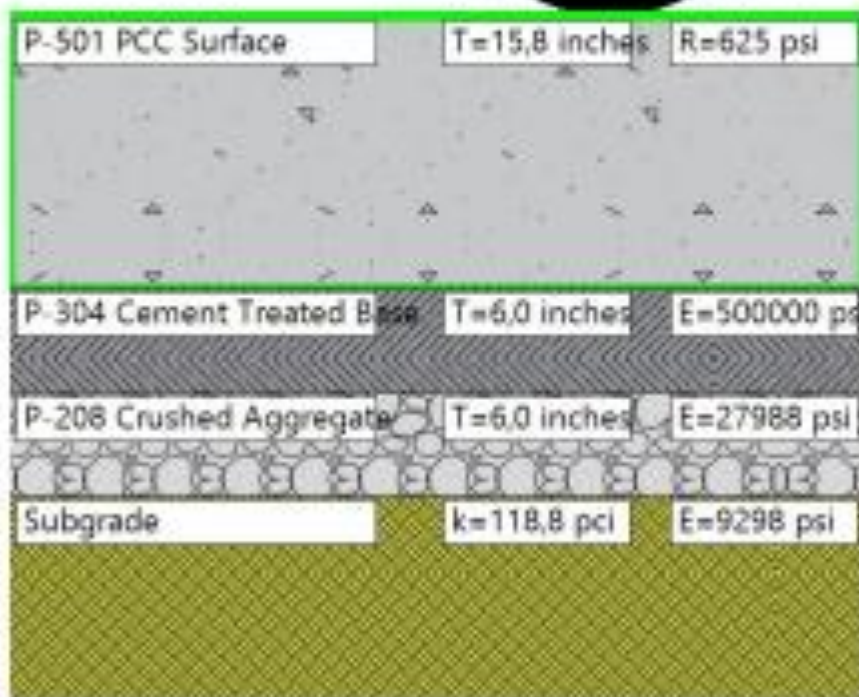 P-501 PCC Surface T=15,8 inches R=625 psi
P-304 Cement Treated Base T=6,0 inches E=500000 ps
P-208 Crushed Aggregate T=6,0 inches E=27988 psi
Subgrade k=118,8 pci E=9298 psi